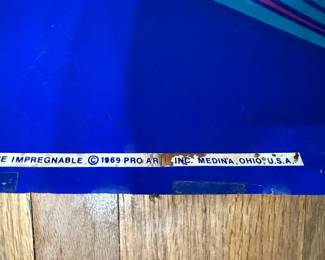 E IMPREGNABLE © 1969 PRO AR INC. MEDINA, OHIO, U.S.A.